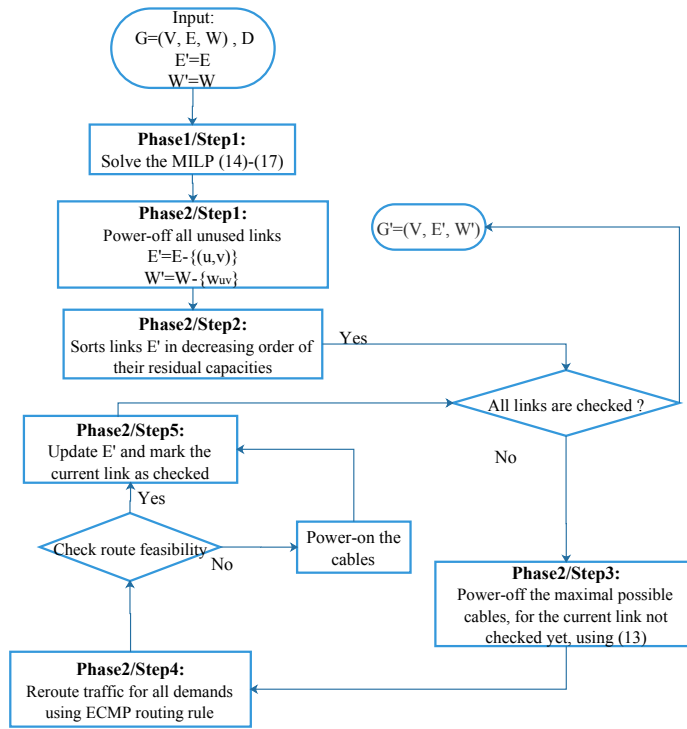 Input:
G=(V, E, W) , D
E'=E
W'=W
Phase1/Step1:
Solve the MILP (14)-(17)
Phase2/Step1:
Power-off all unused links
E'=E-{(u,v)}
W'=W-{wuv}
G'=(V, E', W')
Phase2/Step2:
Sorts links E' in decreasing order of
their residual capacities
Yes
All links are checked ?
No
Phase2/Step5:
Update E' and mark the
current link as checked
Yes
Check route feasibility
No
Power-on the
cables
Phase2/Step3:
Power-off the maximal possible
cables, for the current link not
checked yet, using (13)
Phase2/Step4:
Reroute traffic for all demands
using ECMP routing rule